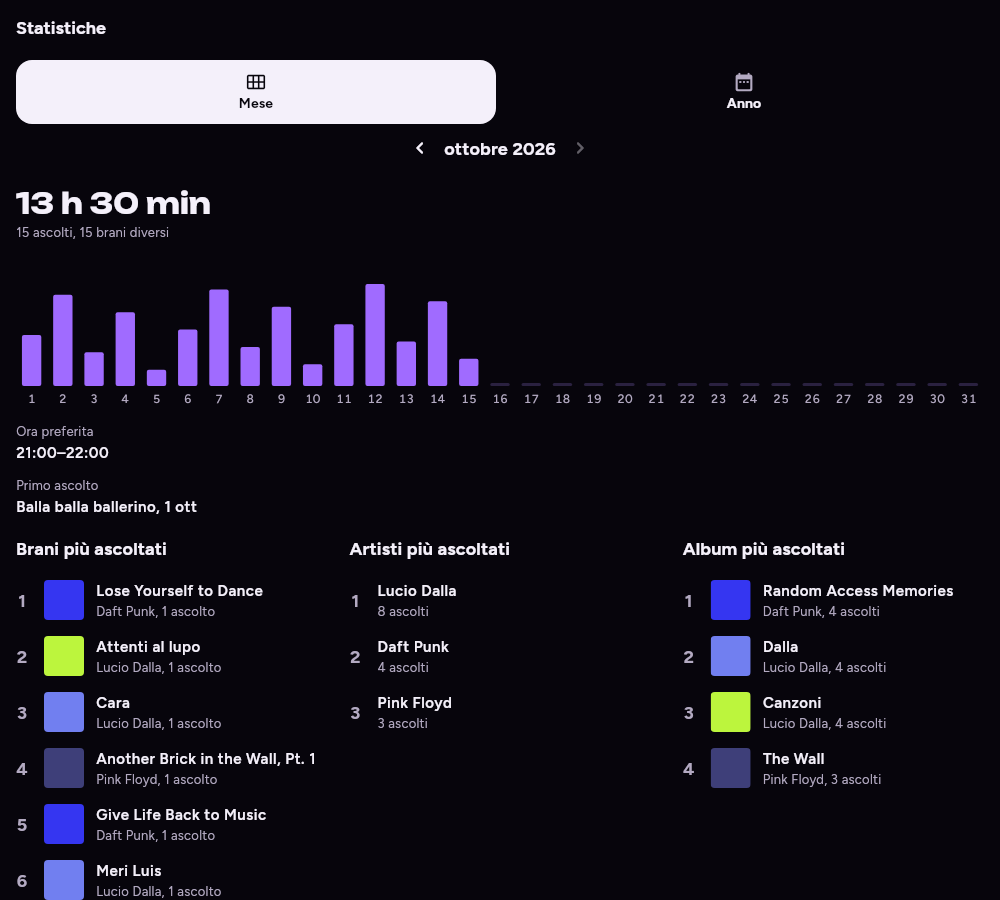 Statistiche
Mese
Anno
ottobre 2026
13 h 30 min
15 ascolti, 15 brani diversi
1 2 3 4 5 6 7 8 9 10 11 12 13 14 15 16 17 18 19 20 21 22 23 24 25 26 27 28 29 30 31
Ora preferita
21:00–22:00
Primo ascolto
Balla balla ballerino, 1 ott
Brani più ascoltati
1
Lose Yourself to Dance
Daft Punk, 1 ascolto
2
Attenti al lupo
Lucio Dalla, 1 ascolto
3
Cara
Lucio Dalla, 1 ascolto
4
Another Brick in the Wall, Pt. 1
Pink Floyd, 1 ascolto
5
Give Life Back to Music
Daft Punk, 1 ascolto
6
Meri Luis
Lucio Dalla, 1 ascolto
Artisti più ascoltati
1
Lucio Dalla
8 ascolti
2
Daft Punk
4 ascolti
3
Pink Floyd
3 ascolti
Album più ascoltati
1
Random Access Memories
Daft Punk, 4 ascolti
2
Dalla
Lucio Dalla, 4 ascolti
3
Canzoni
Lucio Dalla, 4 ascolti
4
The Wall
Pink Floyd, 3 ascolti